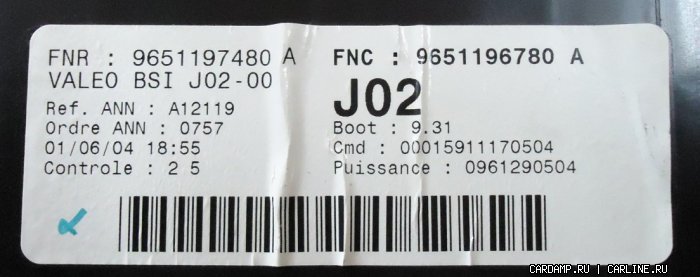 FNR : 9651197480 A
VALEO BSI J02-00
Ref. ANN : A12119
Ordre ANN : 0757
01/06/04 18:55
Controle : 2 5
FNC : 9651196780 A
J02
Boot : 9.31
Cmd : 00015911170504
Puissance : 0961290504
CARDAMP.RU | CARLINE.RU